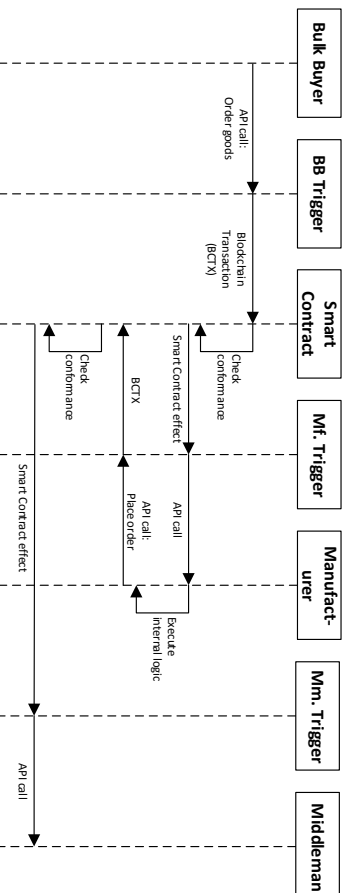 Bulk Buyer
BB Trigger
Smart
Contract
Mf. Trigger
Manufact-
urer
Mm. Trigger
Middleman
API call:
Order goods
Blockchain
Transaction
(BCTX)
Check
conformance
Smart Contract effect
API call
Execute
internal logic
API call:
Place order
BCTX
Check
conformance
Smart Contract effect
API call